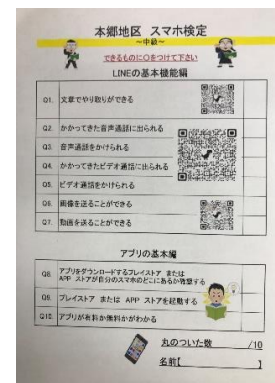 本郷地区 スマホ検定
～中級～
できるものに○をつけて下さい
LINEの基本機能編
Q1. 文章でやり取りができる
Q2. かかってきた音声通話に出られる
Q3. 音声通話をかけられる
Q4. かかってきたビデオ通話に出られる
Q5. ビデオ通話をかけられる
Q6. 画像を送ることができる
Q7. 動画を送ることができる
アプリの基本編
Q8. アプリをダウンロードするプレイストア または
APP ストアが自分のスマホのどこにあるか確認する
Q9. プレイストア または APP ストアを起動する
Q10. アプリが有料か無料かがわかる
丸のついた数 /10
名前【 】